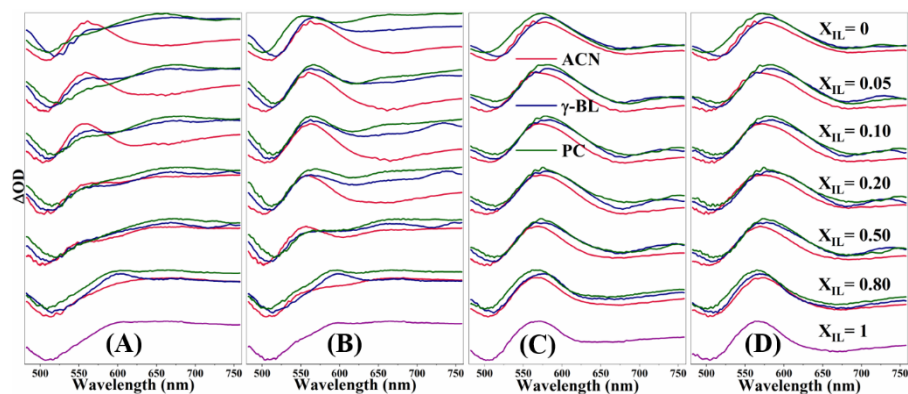 ΔOD
(A)
(B)
(C)
(D)
ACN
γ-BL
PC
X_IL= 0
X_IL= 0.05
X_IL= 0.10
X_IL= 0.20
X_IL= 0.50
X_IL= 0.80
X_IL= 1
500 550 600 650 700 750
500 550 600 650 700 750
500 550 600 650 700 750
500 550 600 650 700 750
Wavelength (nm)
Wavelength (nm)
Wavelength (nm)
Wavelength (nm)